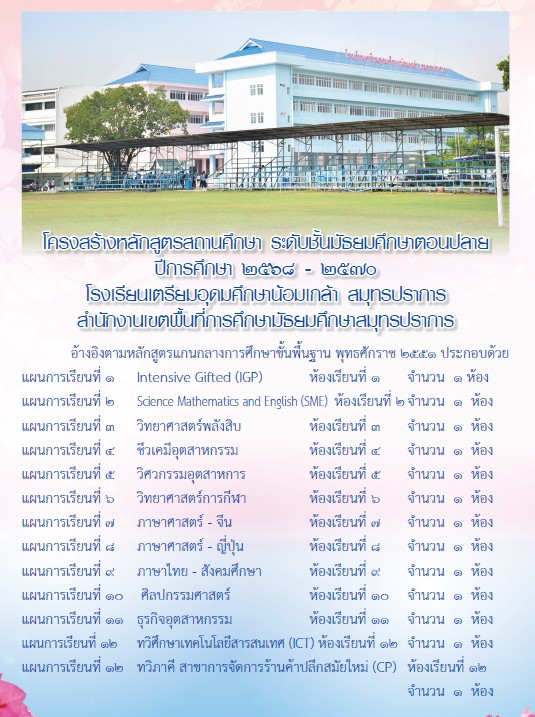 โครงสร้างหลักสูตรสถานศึกษา ระดับชั้นมัธยมศึกษาตอนปลาย
ปีการศึกษา ๒๕๖๘ - ๒๕๗๐
โรงเรียนเตรียมอุดมศึกษาน้อมเกล้า สมุทรปราการ
สำนักงานเขตพื้นที่การศึกษามัธยมศึกษาสมุทรปราการ
อ้างอิงตามหลักสูตรแกนกลางการศึกษาขั้นพื้นฐาน พุทธศักราช ๒๕๕๑ ประกอบด้วย
แผนการเรียนที่ ๑ Intensive Gifted (IGP) ห้องเรียนที่ ๑ จำนวน ๑ ห้อง
แผนการเรียนที่ ๒ Science Mathematics and English (SME) ห้องเรียนที่ ๒ จำนวน ๑ ห้อง
แผนการเรียนที่ ๓ วิทยาศาสตร์พลังสิบ ห้องเรียนที่ ๓ จำนวน ๑ ห้อง
แผนการเรียนที่ ๔ ชีวเคมีอุตสาหกรรม ห้องเรียนที่ ๔ จำนวน ๑ ห้อง
แผนการเรียนที่ ๕ วิศวกรรมอุตสาหการ ห้องเรียนที่ ๕ จำนวน ๑ ห้อง
แผนการเรียนที่ ๖ วิทยาศาสตร์การกีฬา ห้องเรียนที่ ๖ จำนวน ๑ ห้อง
แผนการเรียนที่ ๗ ภาษาศาสตร์ - จีน ห้องเรียนที่ ๗ จำนวน ๑ ห้อง
แผนการเรียนที่ ๘ ภาษาศาสตร์ - ญี่ปุ่น ห้องเรียนที่ ๘ จำนวน ๑ ห้อง
แผนการเรียนที่ ๙ ภาษาไทย - สังคมศึกษา ห้องเรียนที่ ๙ จำนวน ๑ ห้อง
แผนการเรียนที่ ๑๐ ศิลปกรรมศาสตร์ ห้องเรียนที่ ๑๐ จำนวน ๑ ห้อง
แผนการเรียนที่ ๑๑ ธุรกิจอุตสาหกรรม ห้องเรียนที่ ๑๑ จำนวน ๑ ห้อง
แผนการเรียนที่ ๑๒ ทวิศึกษาเทคโนโลยีสารสนเทศ (ICT) ห้องเรียนที่ ๑๒ จำนวน ๑ ห้อง
แผนการเรียนที่ ๑๒ ทวิภาคี สาขาการจัดการร้านค้าปลีกสมัยใหม่ (CP) ห้องเรียนที่ ๑๒
จำนวน ๑ ห้อง